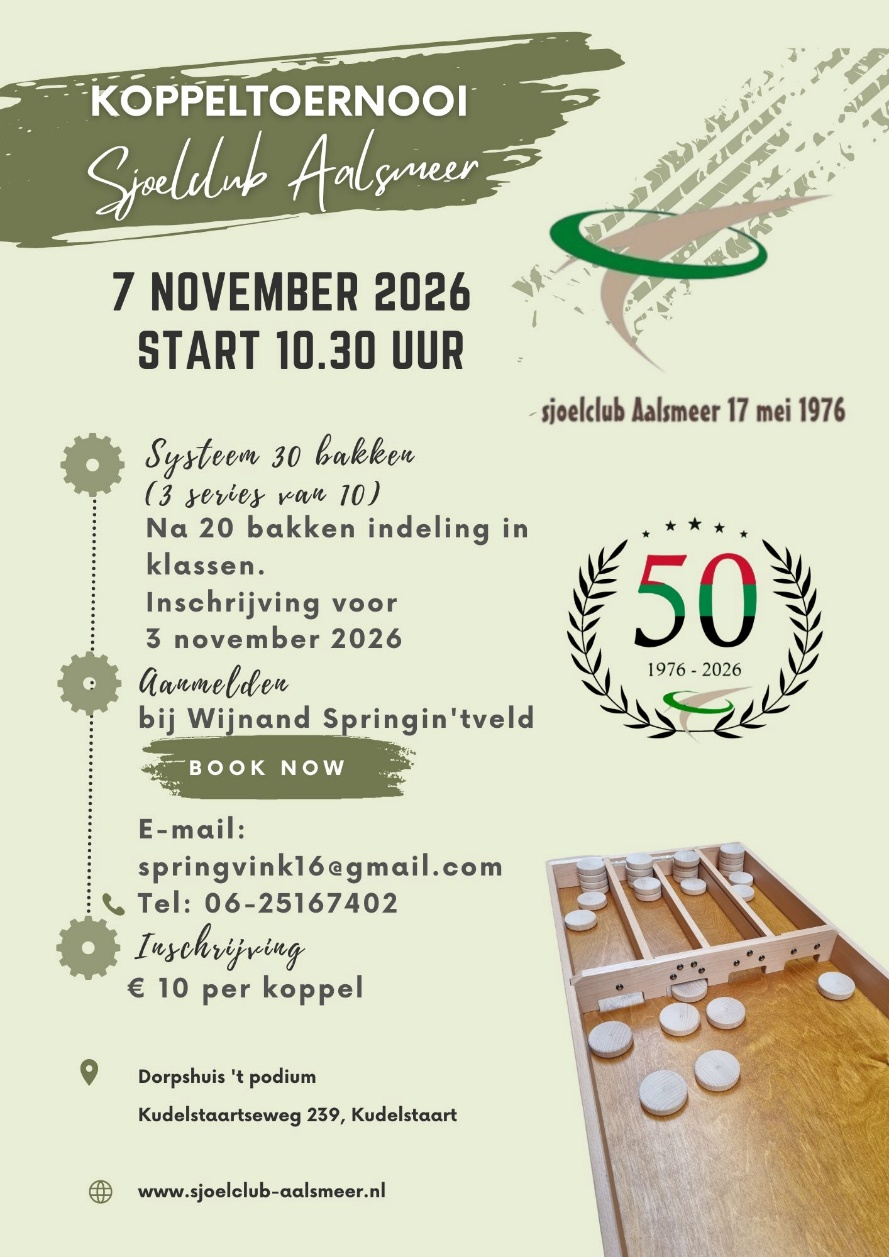 KOPPELTOERNOOI
Sjoelclub Aalsmeer
7 NOVEMBER 2026
START 10.30 UUR
sjoelclub Aalsmeer 17 mei 1976
Systeem 30 bakken
(3 series van 10)
Na 20 bakken indeling in
klassen.
Inschrijving voor
3 november 2026
50
1976 - 2026
Aanmelden
bij Wijnand Springin'tveld
BOOK NOW
E-mail:
springvink16@gmail.com
Tel: 06-25167402
Inschrijving
€ 10 per koppel
Dorpshuis 't podium
Kudelstaartseweg 239, Kudelstaart
www.sjoelclub-aalsmeer.nl